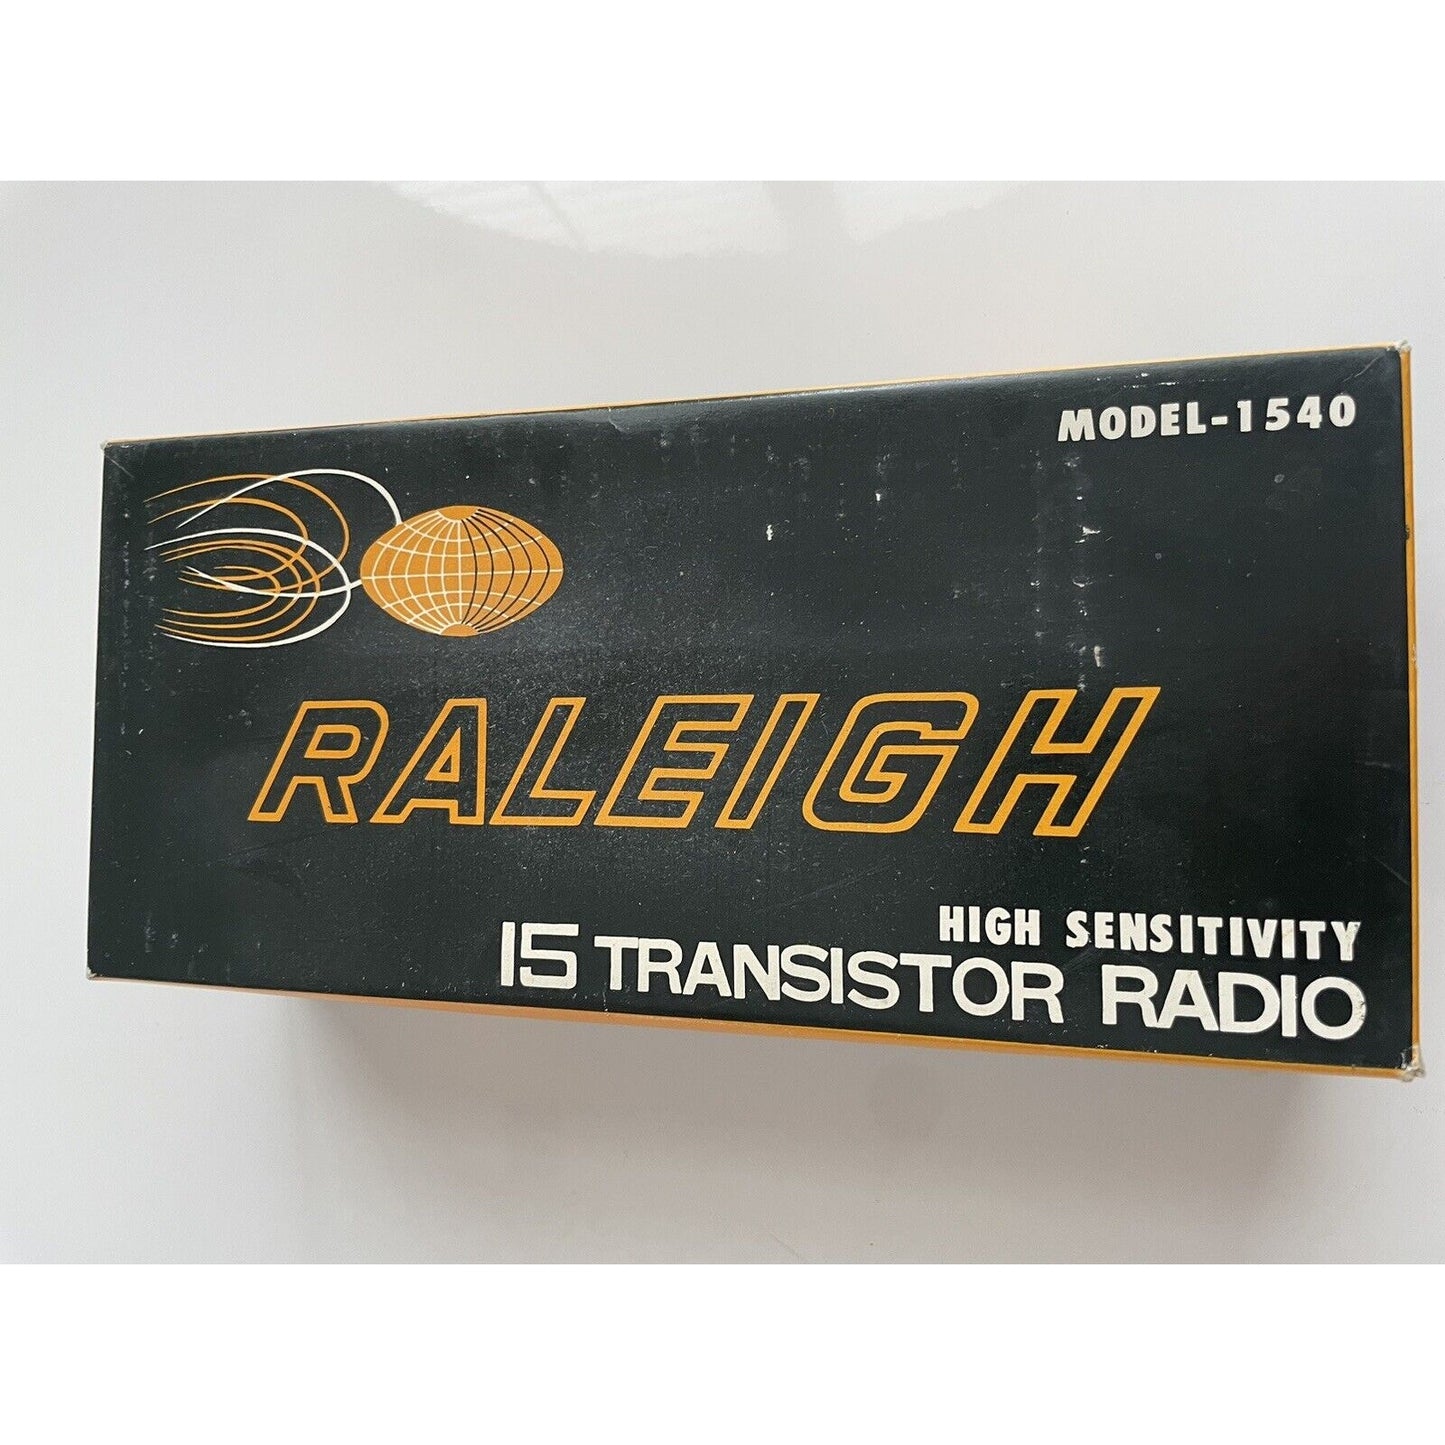 MODEL-1540
RALEIGH
HIGH SENSITIVITY
15 TRANSISTOR RADIO